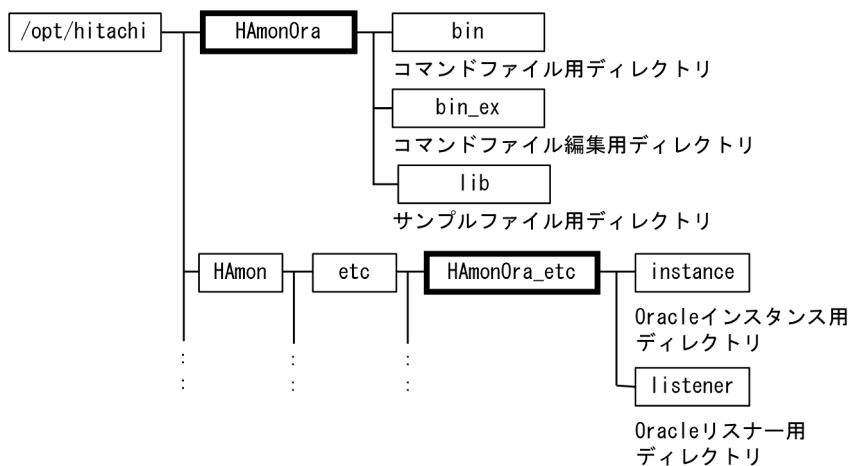 /opt/hitachi
HAmonOra
bin
コマンドファイル用ディレクトリ
bin_ex
コマンドファイル編集用ディレクトリ
lib
サンプルファイル用ディレクトリ
HAmon
etc
HAmonOra_etc
instance
Oracleインスタンス用
ディレクトリ
:
:
:
:
:
:
listener
Oracleリスナー用
ディレクトリ